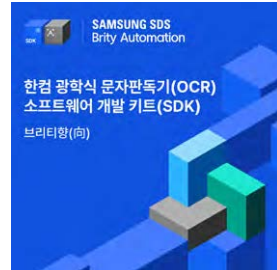 SDK
SAMSUNG SDS
Brity Automation
한컴 광학식 문자판독기(OCR)
소프트웨어 개발 키트(SDK)
브리티향(向)